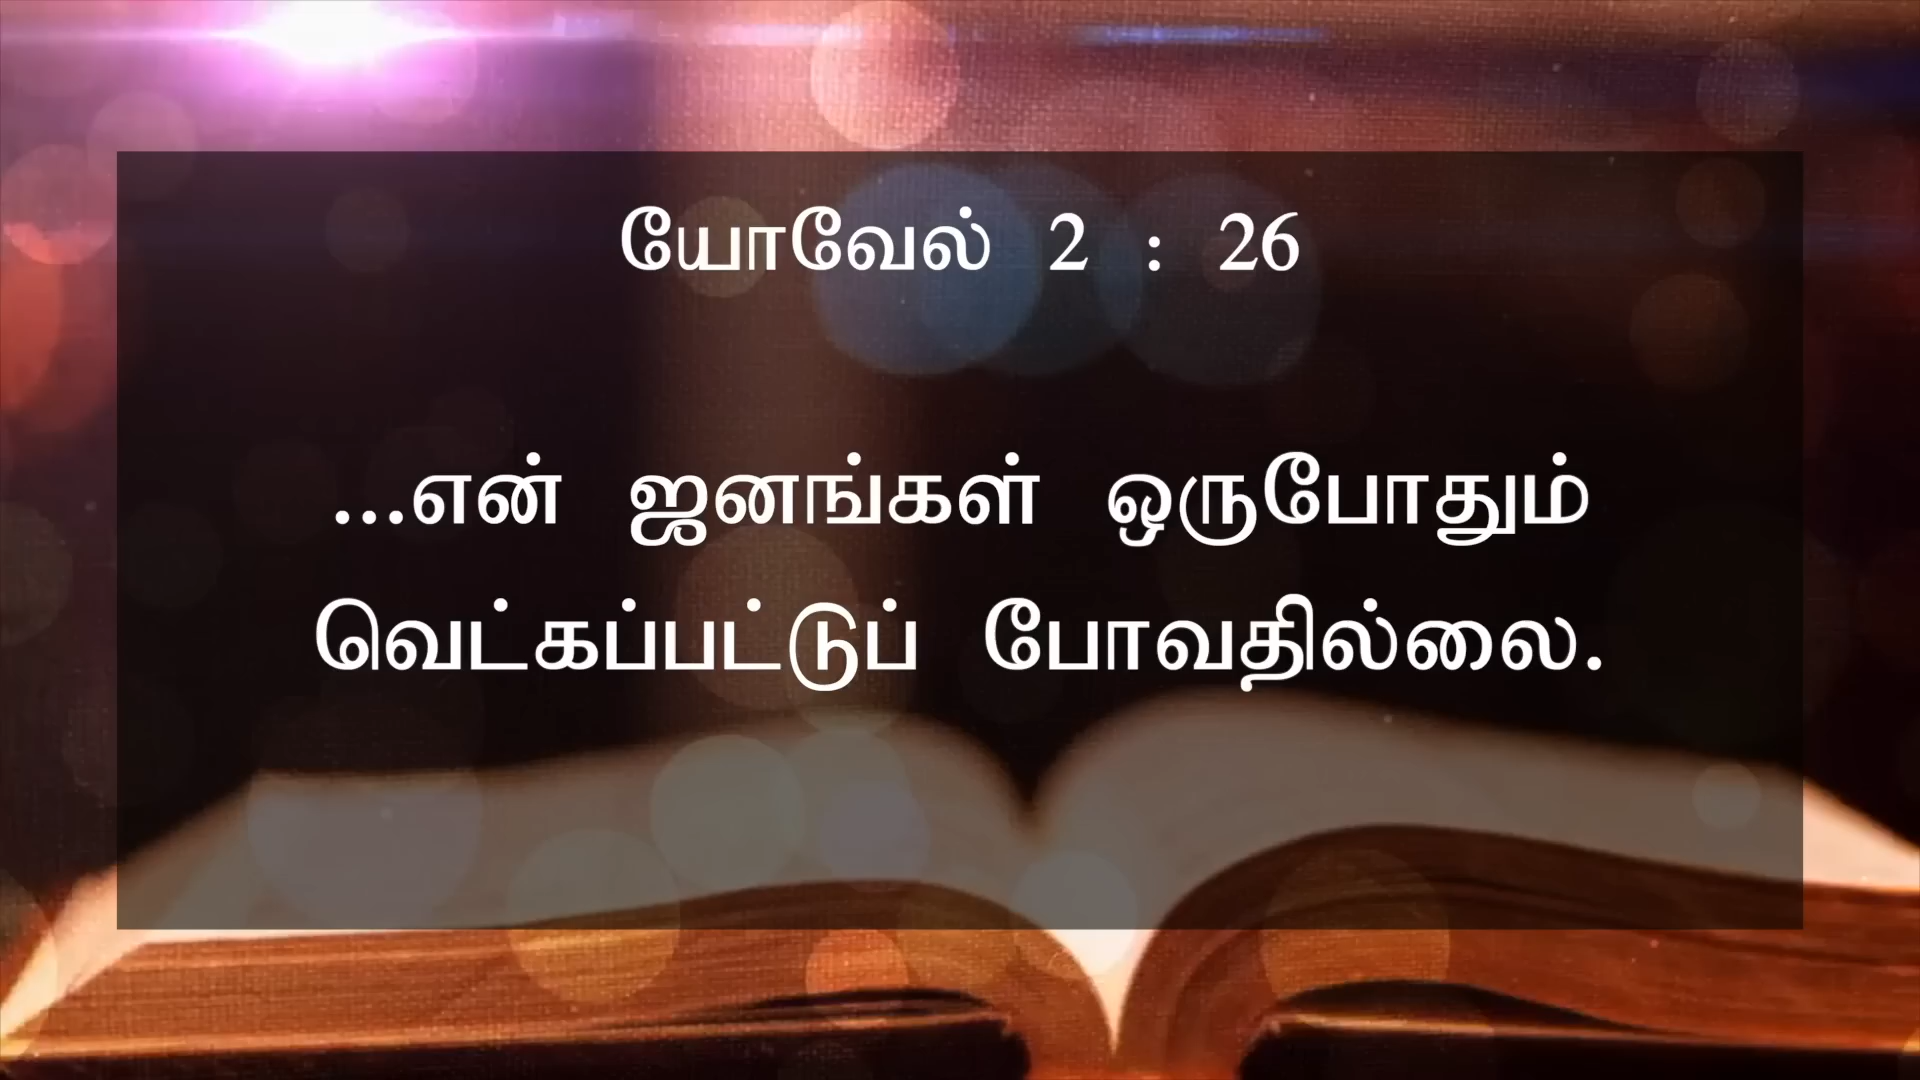 யோவேல் 2 : 26
...என் ஜனங்கள் ஒருபோதும்
வெட்கப்பட்டுப் போவதில்லை.